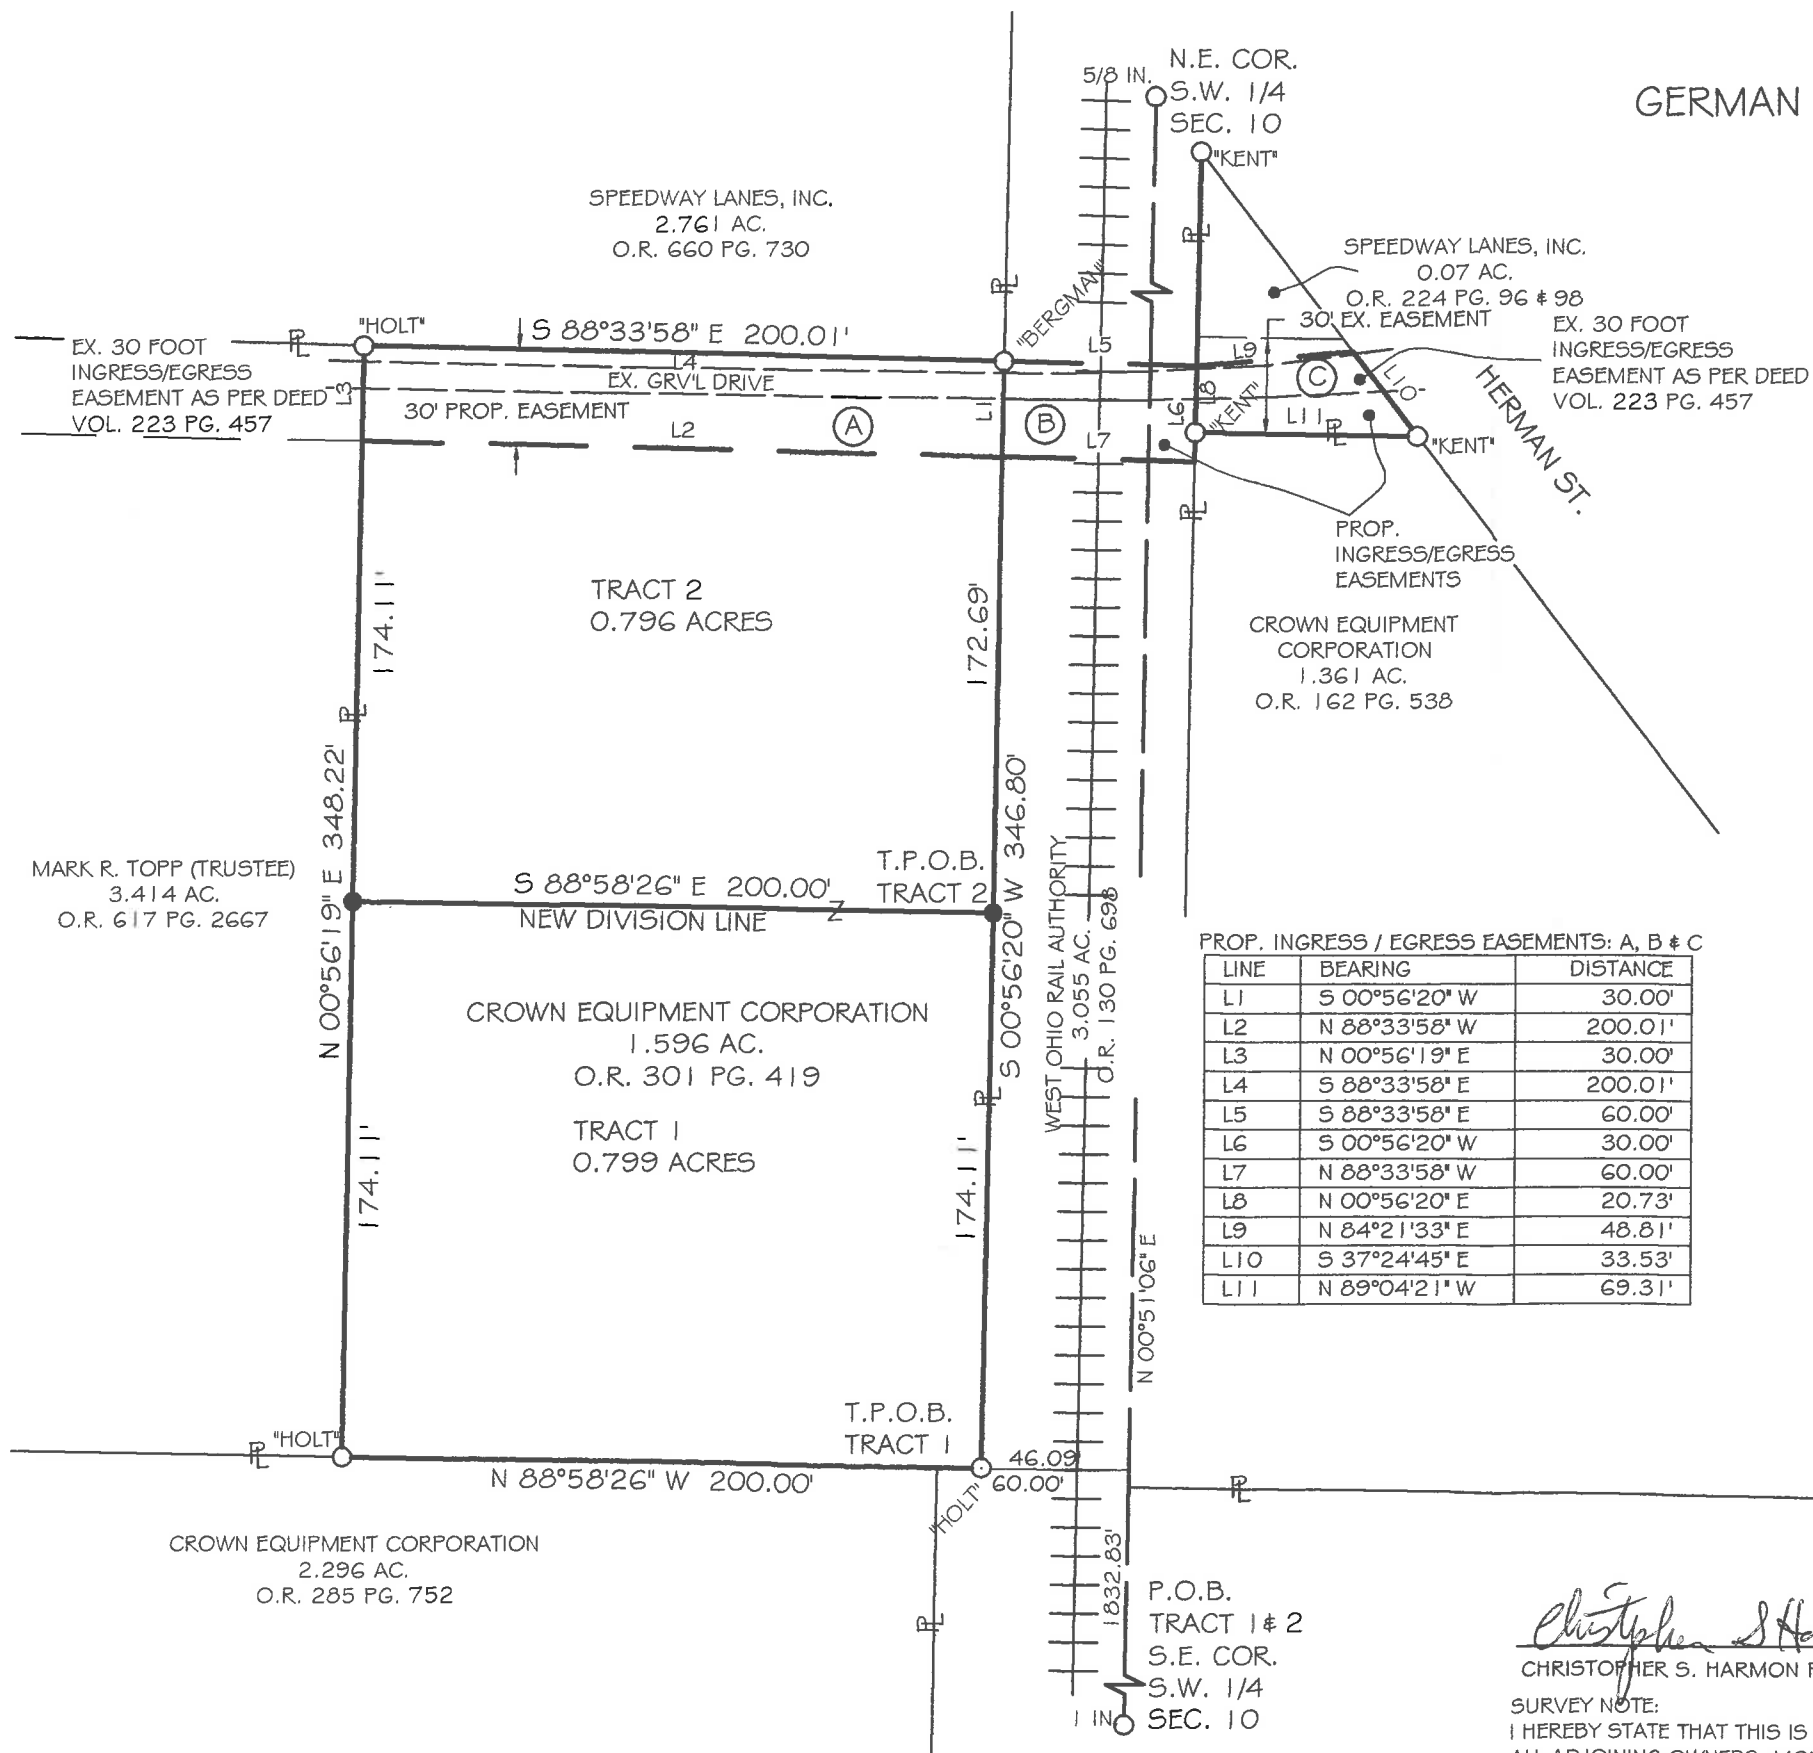 GERMAN
N.E. COR.
S.W. 1/4
SEC. 10
5/8 IN.
"KENT"
SPEEDWAY LANES, INC.
2.761 AC.
O.R. 660 PG. 730
SPEEDWAY LANES, INC.
0.07 AC.
O.R. 224 PG. 96 & 98
30' EX. EASEMENT
EX. 30 FOOT
INGRESS/EGRESS
EASEMENT AS PER DEED
VOL. 223 PG. 457
"HOLT"
S 88°33'58" E 200.01'
"BERGMAN"
EX. 30 FOOT
INGRESS/EGRESS
EASEMENT AS PER DEED
VOL. 223 PG. 457
L3
L4
EX. GRV'L DRIVE
30' PROP. EASEMENT
L2
A
L1
B
L5
L7
L6
L8
"KENT"
L9
C
L10
L11
"KENT"
HERMAN ST.
PROP.
INGRESS/EGRESS
EASEMENTS
CROWN EQUIPMENT
CORPORATION
1.361 AC.
O.R. 162 PG. 538
174.11'
TRACT 2
0.796 ACRES
172.69'
N 00°56'19" E 348.22'
S 00°56'20" W 346.80'
MARK R. TOPP (TRUSTEE)
3.414 AC.
O.R. 617 PG. 2667
T.P.O.B.
TRACT 2
S 88°58'26" E 200.00'
NEW DIVISION LINE
Z
WEST OHIO RAIL AUTHORITY
3.055 AC.
O.R. 130 PG. 698
CROWN EQUIPMENT CORPORATION
1.596 AC.
O.R. 301 PG. 419
TRACT 1
0.799 ACRES
174.11'
174.11'
PROP. INGRESS / EGRESS EASEMENTS: A, B & C
LINE BEARING DISTANCE
L1 S 00°56'20" W 30.00'
L2 N 88°33'58" W 200.01'
L3 N 00°56'19" E 30.00'
L4 S 88°33'58" E 200.01'
L5 S 88°33'58" E 60.00'
L6 S 00°56'20" W 30.00'
L7 N 88°33'58" W 60.00'
L8 N 00°56'20" E 20.73'
L9 N 84°21'33" E 48.81'
L10 S 37°24'45" E 33.53'
L11 N 89°04'21" W 69.31'
N 00°51'06" E
T.P.O.B.
TRACT 1
"HOLT"
N 88°58'26" W 200.00'
46.09
60.00'
"HOLT"
1832.83'
CROWN EQUIPMENT CORPORATION
2.296 AC.
O.R. 285 PG. 752
P.O.B.
TRACT 1 & 2
S.E. COR.
S.W. 1/4
SEC. 10
1 IN
Christopher S Ha
CHRISTOPHER S. HARMON
SURVEY NOTE:
I HEREBY STATE THAT THIS IS
ALL ADJOINING OWNERS